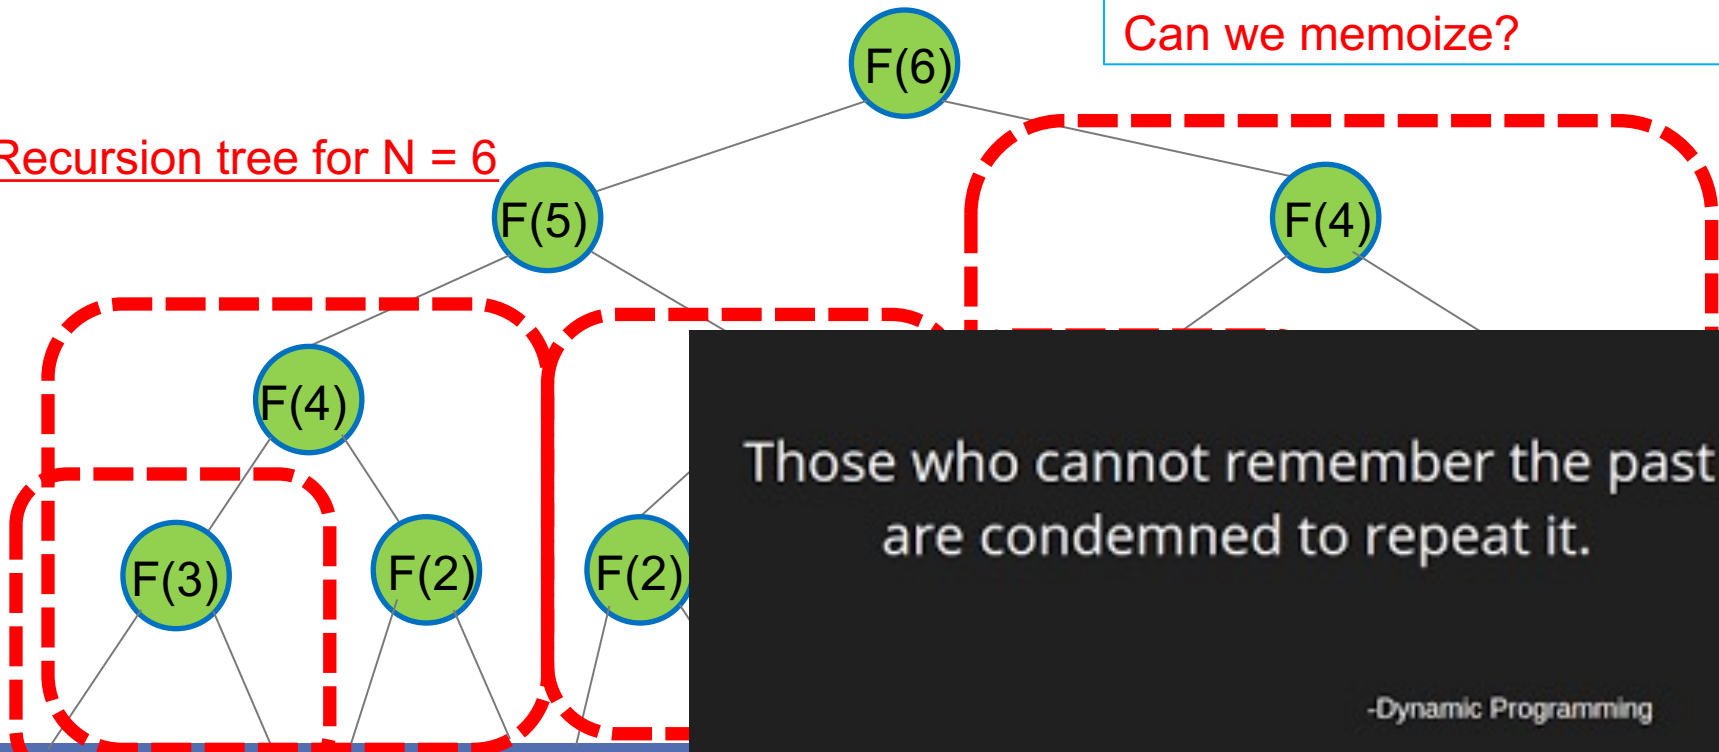 Can we memoize?
F(6)
Recursion tree for N = 6
F(5)
F(4)
F(4)
F(3)
F(2)
F(2)
Those who cannot remember the past
are condemned to repeat it.
-Dynamic Programming